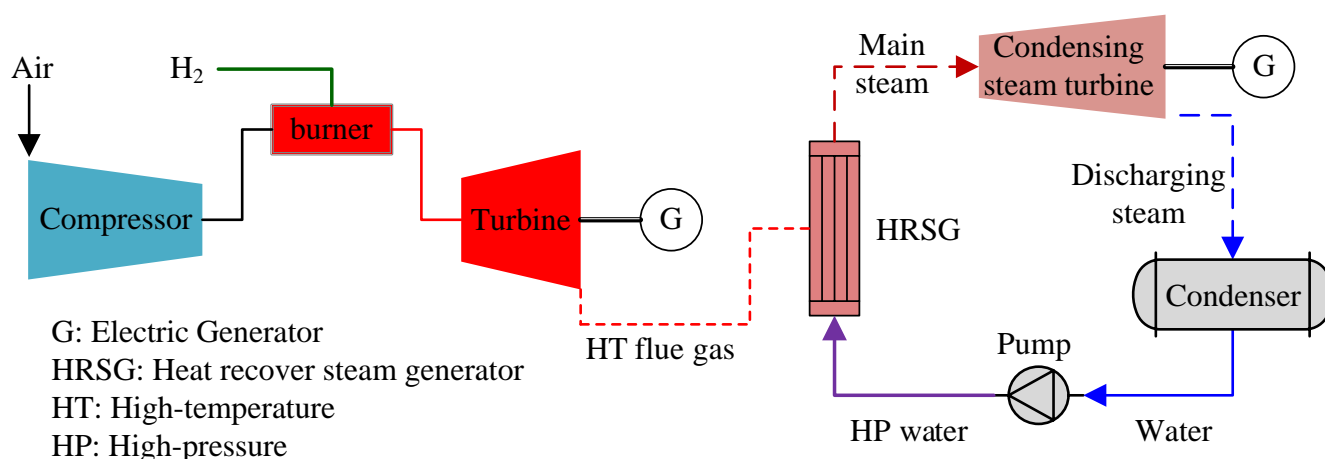 Air
H₂
burner
Compressor
Turbine
G
HT flue gas
HRSG
Main
steam
Condensing
steam turbine
G
Discharging
steam
Condenser
Pump
HP water
Water
G: Electric Generator
HRSG: Heat recover steam generator
HT: High-temperature
HP: High-pressure